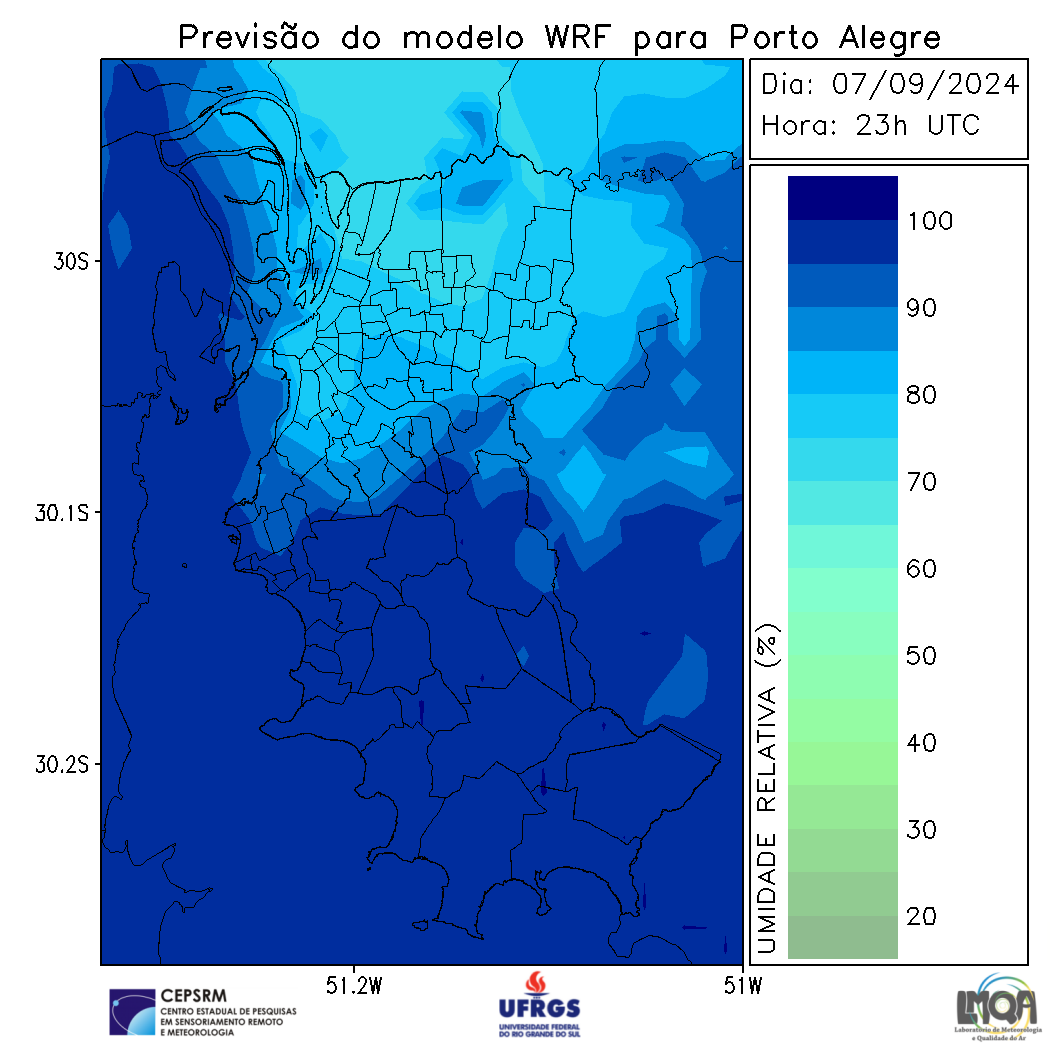 Previsão do modelo WRF para Porto Alegre
Dia: 07/09/2024
Hora: 23h UTC
30S
30.1S
30.2S
51.2W
51W
100
90
80
70
60
50
40
30
20
UMIDADE RELATIVA (%)
CEPSRM
CENTRO ESTADUAL DE PESQUISAS
EM SENSORIAMENTO REMOTO
E METEOROLOGIA
UFRGS
UNIVERSIDADE FEDERAL
DO RIO GRANDE DO SUL
LMQA
Laboratório de Meteorologia
e Qualidade do Ar